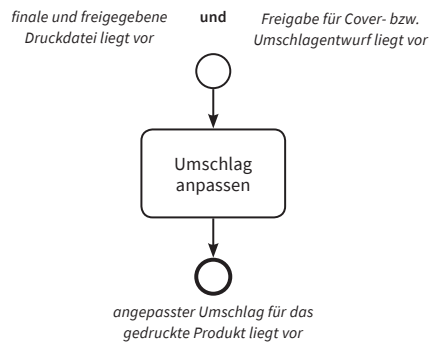 finale und freigegebene
Druckdatei liegt vor
und
Freigabe für Cover- bzw.
Umschlagentwurf liegt vor
Umschlag
anpassen
angepasster Umschlag für das
gedruckte Produkt liegt vor